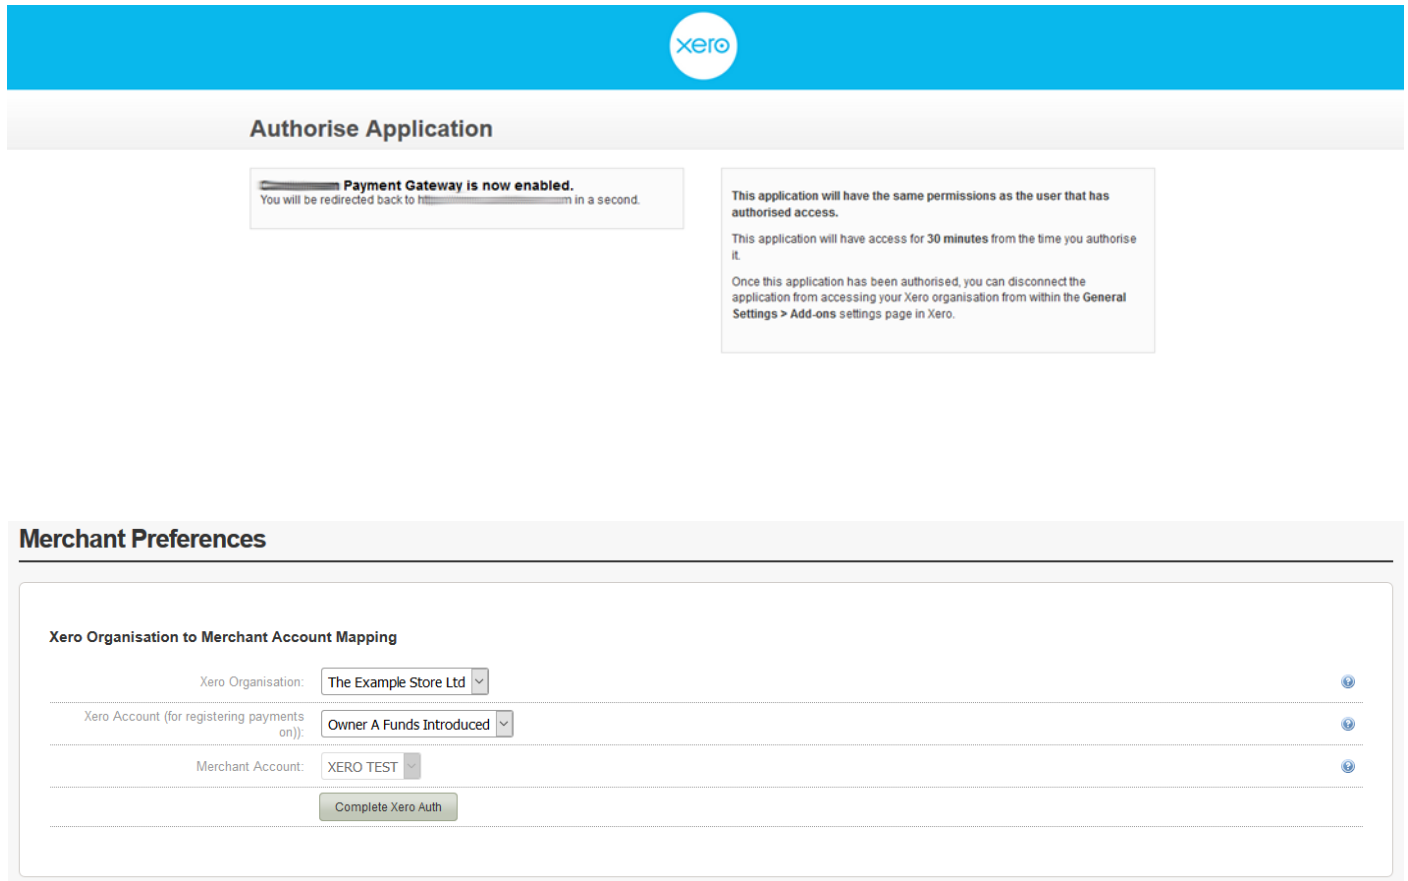 xero
Authorise Application
Payment Gateway is now enabled.
You will be redirected back to in a second.
This application will have the same permissions as the user that has
authorised access.
This application will have access for 30 minutes from the time you authorise
it.
Once this application has been authorised, you can disconnect the
application from accessing your Xero organisation from within the General
Settings > Add-ons settings page in Xero.
Merchant Preferences
Xero Organisation to Merchant Account Mapping
Xero Organisation: The Example Store Ltd
Xero Account (for registering payments
on)): Owner A Funds Introduced
Merchant Account: XERO TEST
Complete Xero Auth